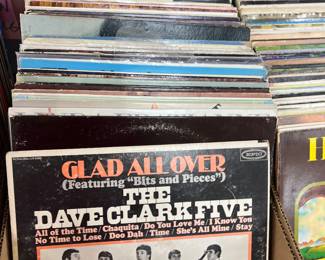 EPIC
GLAD ALL OVER
(Featuring "Bits and Pieces")
THE
DAVE CLARK FIVE
All of the Time / Chaquita / Do You Love Me / I Know You
No Time to Lose / Doo Dah / Time / She's All Mine / Stay
H